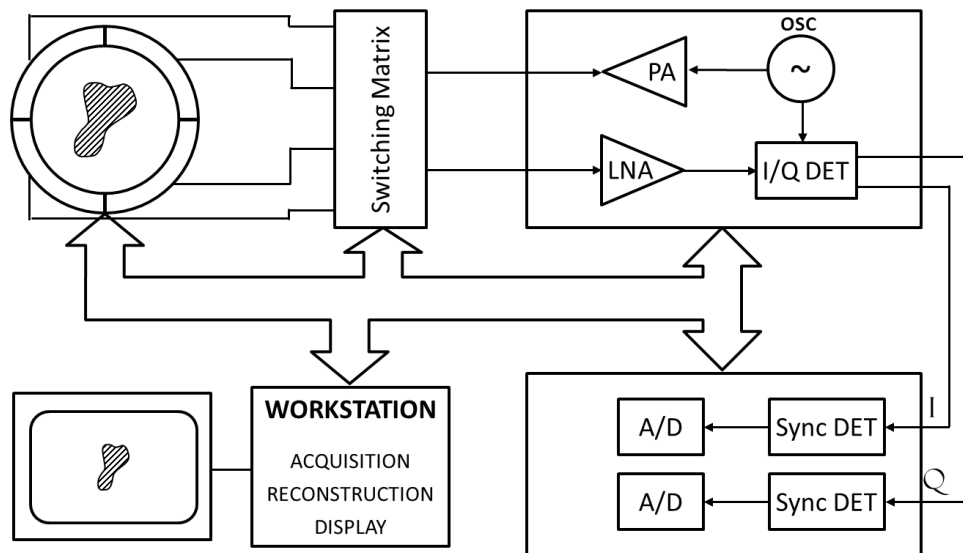 Switching Matrix
OSC
PA
~
LNA
I/Q DET
I
A/D
Sync DET
Q
A/D
Sync DET
WORKSTATION
ACQUISITION
RECONSTRUCTION
DISPLAY